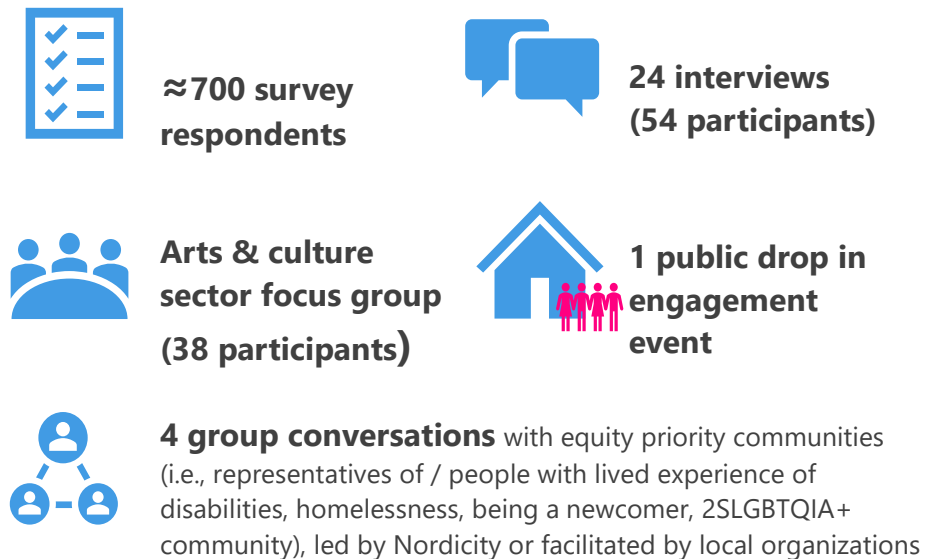 ≈700 survey
respondents
24 interviews
(54 participants)
Arts & culture
sector focus group
(38 participants)
1 public drop in
engagement
event
4 group conversations with equity priority communities
(i.e., representatives of / people with lived experience of
disabilities, homelessness, being a newcomer, 2SLGBTQIA+
community), led by Nordicity or facilitated by local organizations